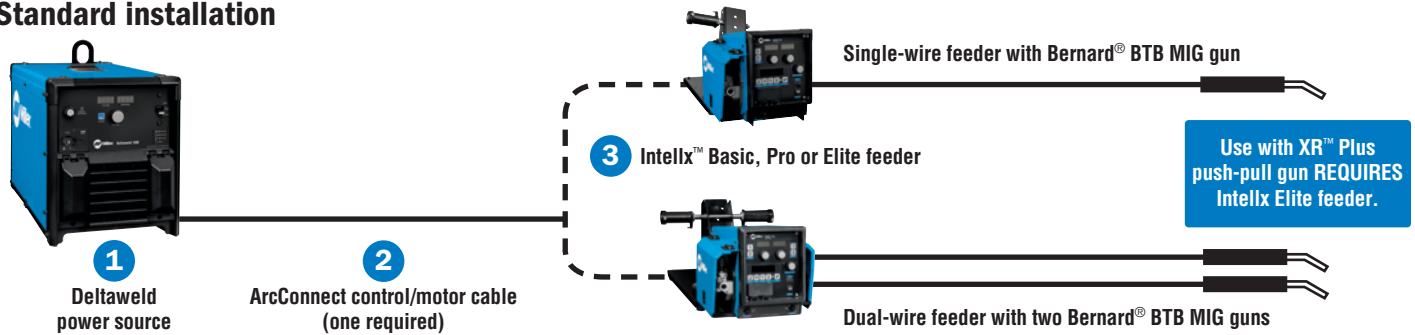 Standard installation
Single-wire feeder with Bernard® BTB MIG gun
Use with XR™ Plus
push-pull gun REQUIRES
Intellx Elite feeder.
3 Intellx™ Basic, Pro or Elite feeder
1
Deltaweld
power source
2
ArcConnect control/motor cable
(one required)
Dual-wire feeder with two Bernard® BTB MIG guns
Miller